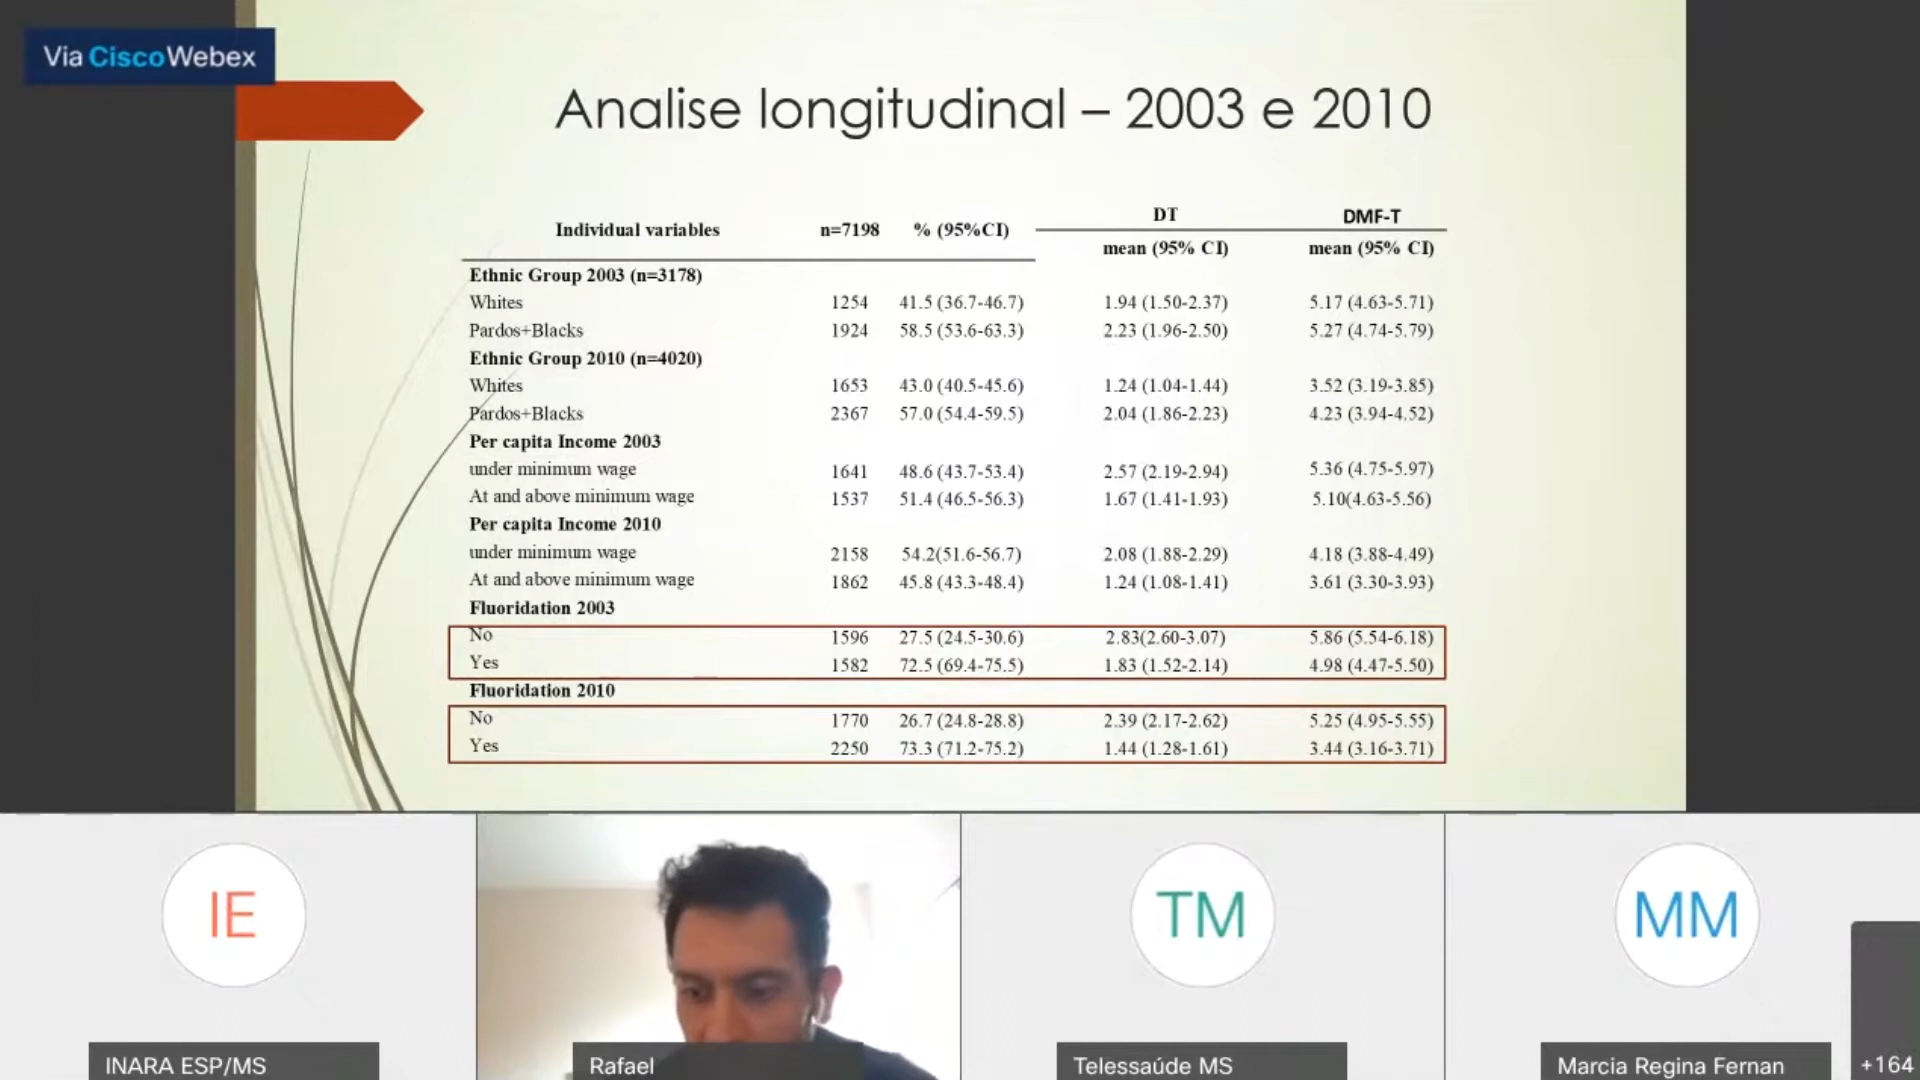 Via CiscoWebex
Analise longitudinal – 2003 e 2010
Individual variables n=7198 % (95%CI) DT DMF-T
mean (95% CI) mean (95% CI)
Ethnic Group 2003 (n=3178)
Whites 1254 41.5 (36.7-46.7) 1.94 (1.50-2.37) 5.17 (4.63-5.71)
Pardos+Blacks 1924 58.5 (53.6-63.3) 2.23 (1.96-2.50) 5.27 (4.74-5.79)
Ethnic Group 2010 (n=4020)
Whites 1653 43.0 (40.5-45.6) 1.24 (1.04-1.44) 3.52 (3.19-3.85)
Pardos+Blacks 2367 57.0 (54.4-59.5) 2.04 (1.86-2.23) 4.23 (3.94-4.52)
Per capita Income 2003
under minimum wage 1641 48.6 (43.7-53.4) 2.57 (2.19-2.94) 5.36 (4.75-5.97)
At and above minimum wage 1537 51.4 (46.5-56.3) 1.67 (1.41-1.93) 5.10(4.63-5.56)
Per capita Income 2010
under minimum wage 2158 54.2(51.6-56.7) 2.08 (1.88-2.29) 4.18 (3.88-4.49)
At and above minimum wage 1862 45.8 (43.3-48.4) 1.24 (1.08-1.41) 3.61 (3.30-3.93)
Fluoridation 2003
No 1596 27.5 (24.5-30.6) 2.83(2.60-3.07) 5.86 (5.54-6.18)
Yes 1582 72.5 (69.4-75.5) 1.83 (1.52-2.14) 4.98 (4.47-5.50)
Fluoridation 2010
No 1770 26.7 (24.8-28.8) 2.39 (2.17-2.62) 5.25 (4.95-5.55)
Yes 2250 73.3 (71.2-75.2) 1.44 (1.28-1.61) 3.44 (3.16-3.71)
IE TM MM
INARA ESP/MS Rafael Telessaúde MS Marcia Regina Fernan +164